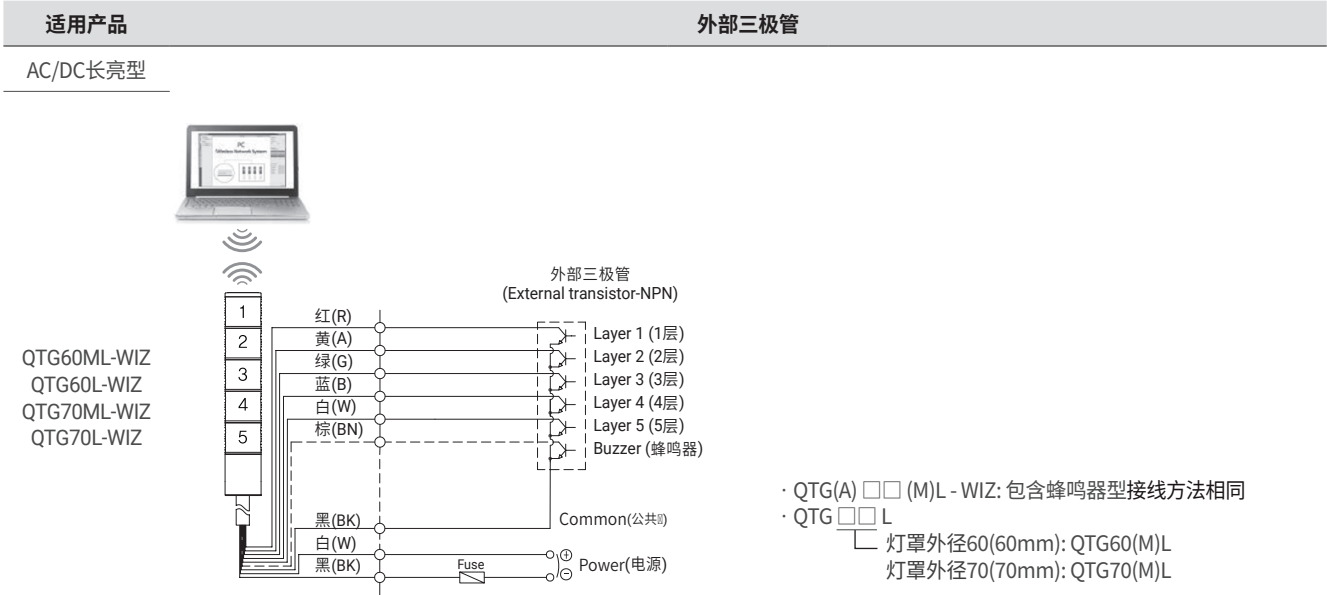 适用产品
外部三极管
AC/DC长亮型
PC
Wireless Network System
外部三极管
(External transistor-NPN)
1
2
3
4
5
红(R)
黄(A)
绿(G)
蓝(B)
白(W)
棕(BN)
Layer 1 (1层)
Layer 2 (2层)
Layer 3 (3层)
Layer 4 (4层)
Layer 5 (5层)
Buzzer (蜂鸣器)
QTG60ML-WIZ
QTG60L-WIZ
QTG70ML-WIZ
QTG70L-WIZ
黑(BK)
白(W)
黑(BK)
Common(公共
Fuse
Power(电源)
· QTG(A) □□ (M)L - WIZ: 包含蜂鸣器型接线方法相同
· QTG □□ L
灯罩外径60(60mm): QTG60(M)L
灯罩外径70(70mm): QTG70(M)L